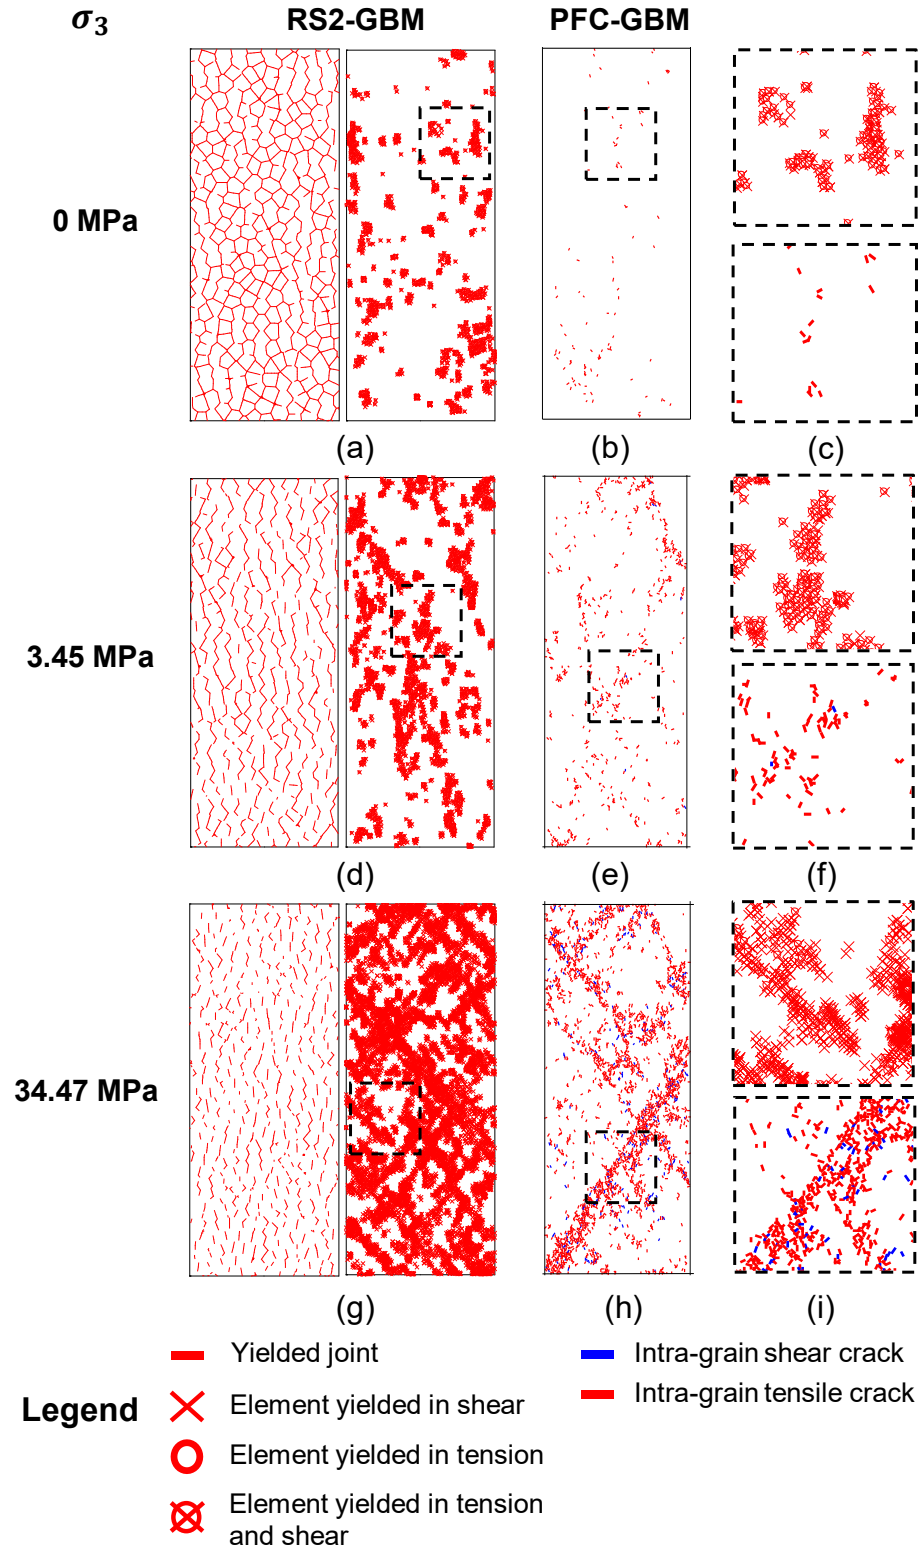 σ₃ RS2-GBM PFC-GBM
0 MPa
(a) (b) (c)
3.45 MPa
(d) (e) (f)
34.47 MPa
(g) (h) (i)
Legend
Yielded joint
Element yielded in shear
Element yielded in tension
Element yielded in tension
and shear
Intra-grain shear crack
Intra-grain tensile crack